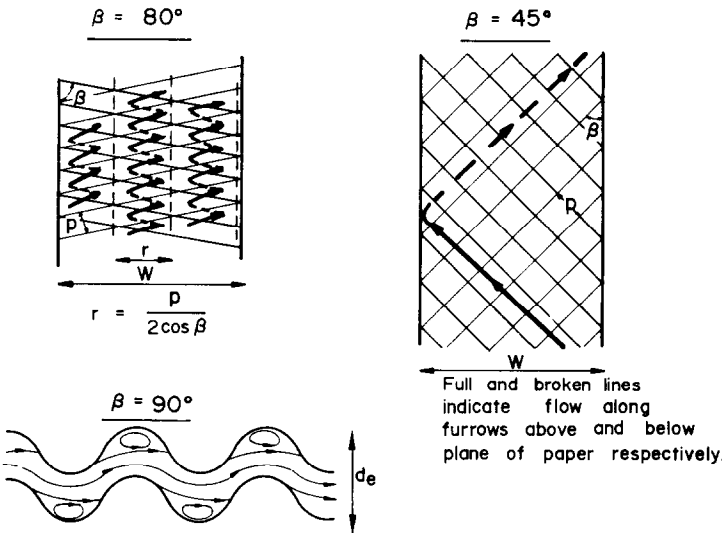 β = 80°
β
p
r
W
r = p / 2cos β
β = 45°
β
p
W
Full and broken lines
indicate flow along
furrows above and below
plane of paper respectively.
β = 90°
de